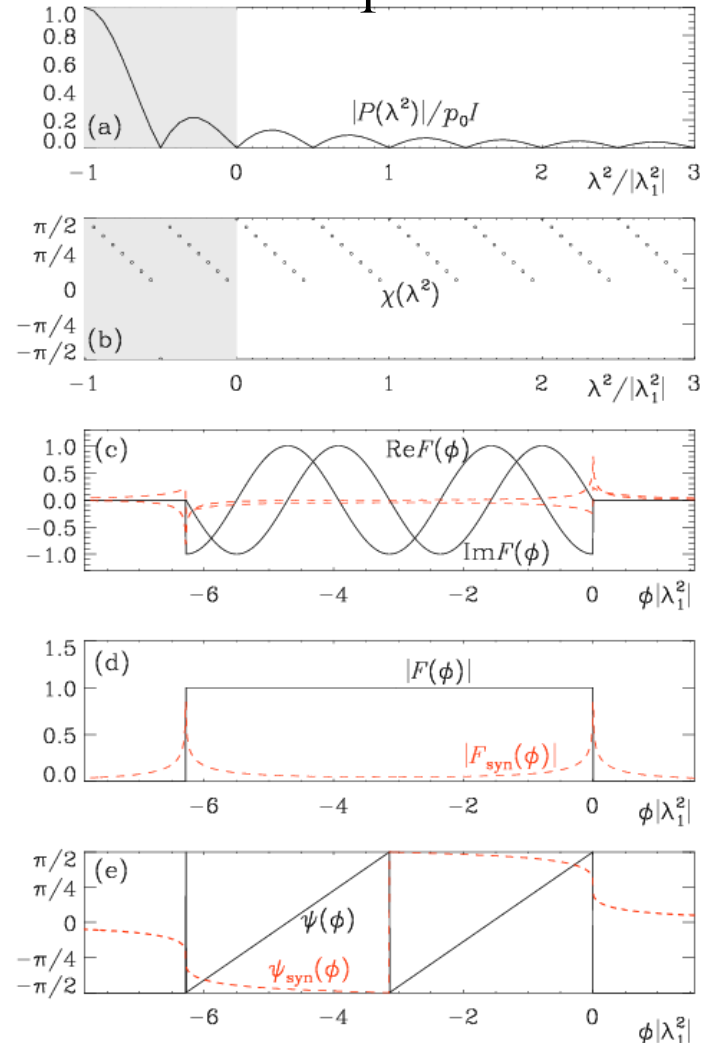 1.0
0.8
0.6
0.4
0.2
0.0
(a)
|P(λ²)|/p₀I
−1 0 1 2 3
λ²/|λ₁²|
π/2
π/4
0
−π/4
−π/2
(b)
χ(λ²)
−1 0 1 2 3
λ²/|λ₁²|
(c)
1.0
0.5
0.0
−0.5
−1.0
ReF(ϕ)
ImF(ϕ)
−6 −4 −2 0
ϕ|λ₁²|
1.5
1.0
0.5
0.0
(d)
|F(ϕ)|
|F_syn(ϕ)|
−6 −4 −2 0
ϕ|λ₁²|
π/2
π/4
0
−π/4
−π/2
(e)
ψ(ϕ)
ψ_syn(ϕ)
−6 −4 −2 0
ϕ|λ₁²|